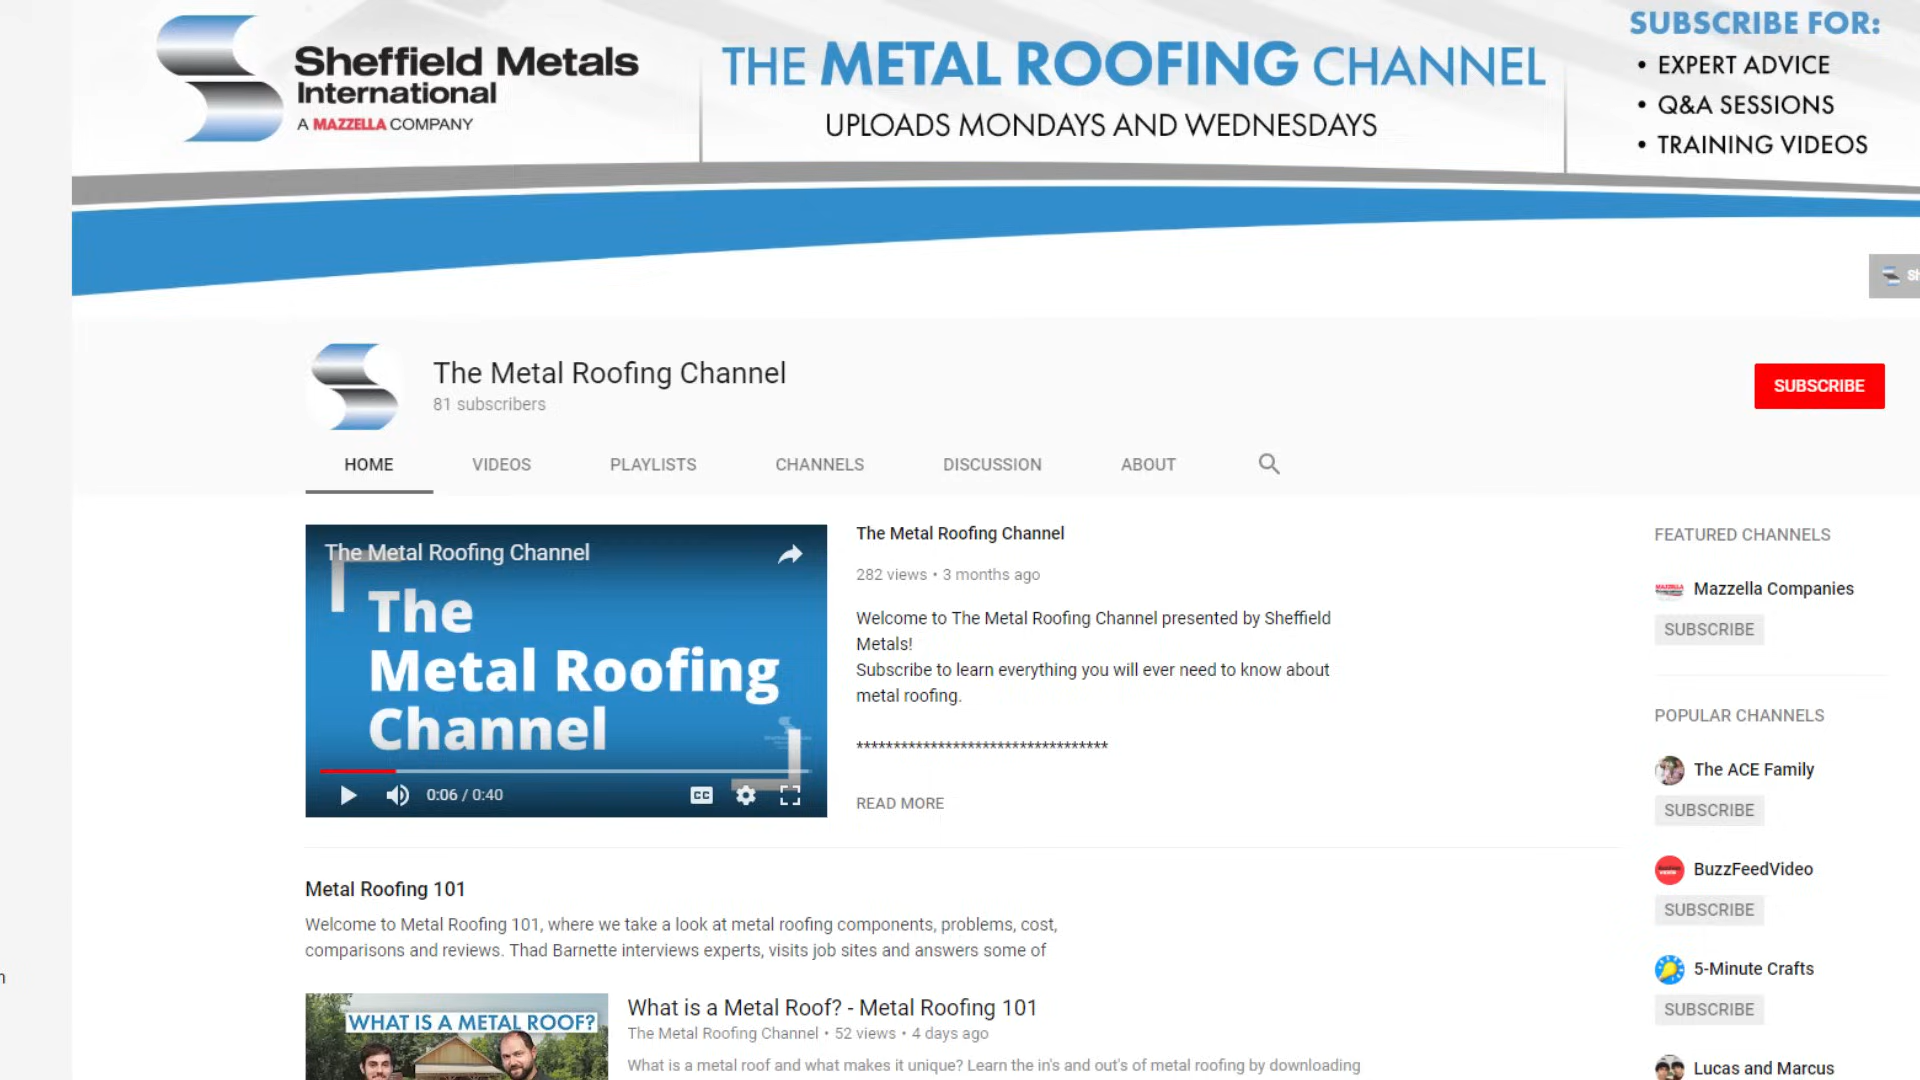 Sheffield Metals
International
A MAZZELLA COMPANY
THE METAL ROOFING CHANNEL
UPLOADS MONDAYS AND WEDNESDAYS
SUBSCRIBE FOR:
• EXPERT ADVICE
• Q&A SESSIONS
• TRAINING VIDEOS
Sh
The Metal Roofing Channel
81 subscribers
SUBSCRIBE
HOME VIDEOS PLAYLISTS CHANNELS DISCUSSION ABOUT
The Metal Roofing Channel
The
Metal Roofing
Channel
0:06 / 0:40
CC
The Metal Roofing Channel
282 views • 3 months ago
Welcome to The Metal Roofing Channel presented by Sheffield
Metals!
Subscribe to learn everything you will ever need to know about
metal roofing.
**********************************
READ MORE
Metal Roofing 101
Welcome to Metal Roofing 101, where we take a look at metal roofing components, problems, cost,
comparisons and reviews. Thad Barnette interviews experts, visits job sites and answers some of
WHAT IS A METAL ROOF?
What is a Metal Roof? - Metal Roofing 101
The Metal Roofing Channel • 52 views • 4 days ago
What is a metal roof and what makes it unique? Learn the in's and out's of metal roofing by downloading
FEATURED CHANNELS
Mazzella Companies
SUBSCRIBE
POPULAR CHANNELS
The ACE Family
SUBSCRIBE
BuzzFeedVideo
SUBSCRIBE
5-Minute Crafts
SUBSCRIBE
Lucas and Marcus